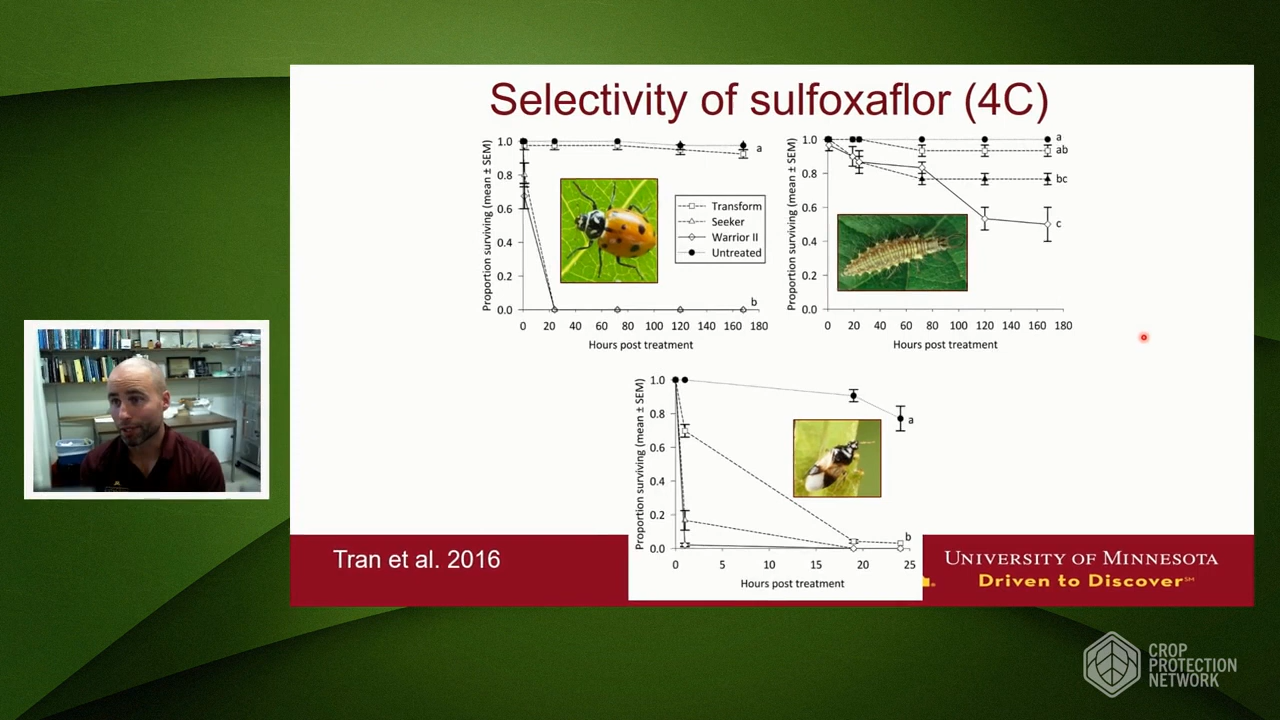 Selectivity of sulfoxaflor (4C)
Proportion surviving (mean ± SEM)
1.0
0.8
0.6
0.4
0.2
0.0
a
b
Transform
Seeker
Warrior II
Untreated
0 20 40 60 80 100 120 140 160 180
Hours post treatment
Proportion surviving (mean ± SEM)
1.0
0.8
0.6
0.4
0.2
0.0
a
ab
bc
c
0 20 40 60 80 100 120 140 160 180
Hours post treatment
Proportion surviving (mean ± SEM)
1.0
0.8
0.6
0.4
0.2
0.0
a
b
0 5 10 15 20 25
Hours post treatment
Tran et al. 2016
UNIVERSITY OF MINNESOTA
Driven to Discover℠
CROP
PROTECTION
NETWORK